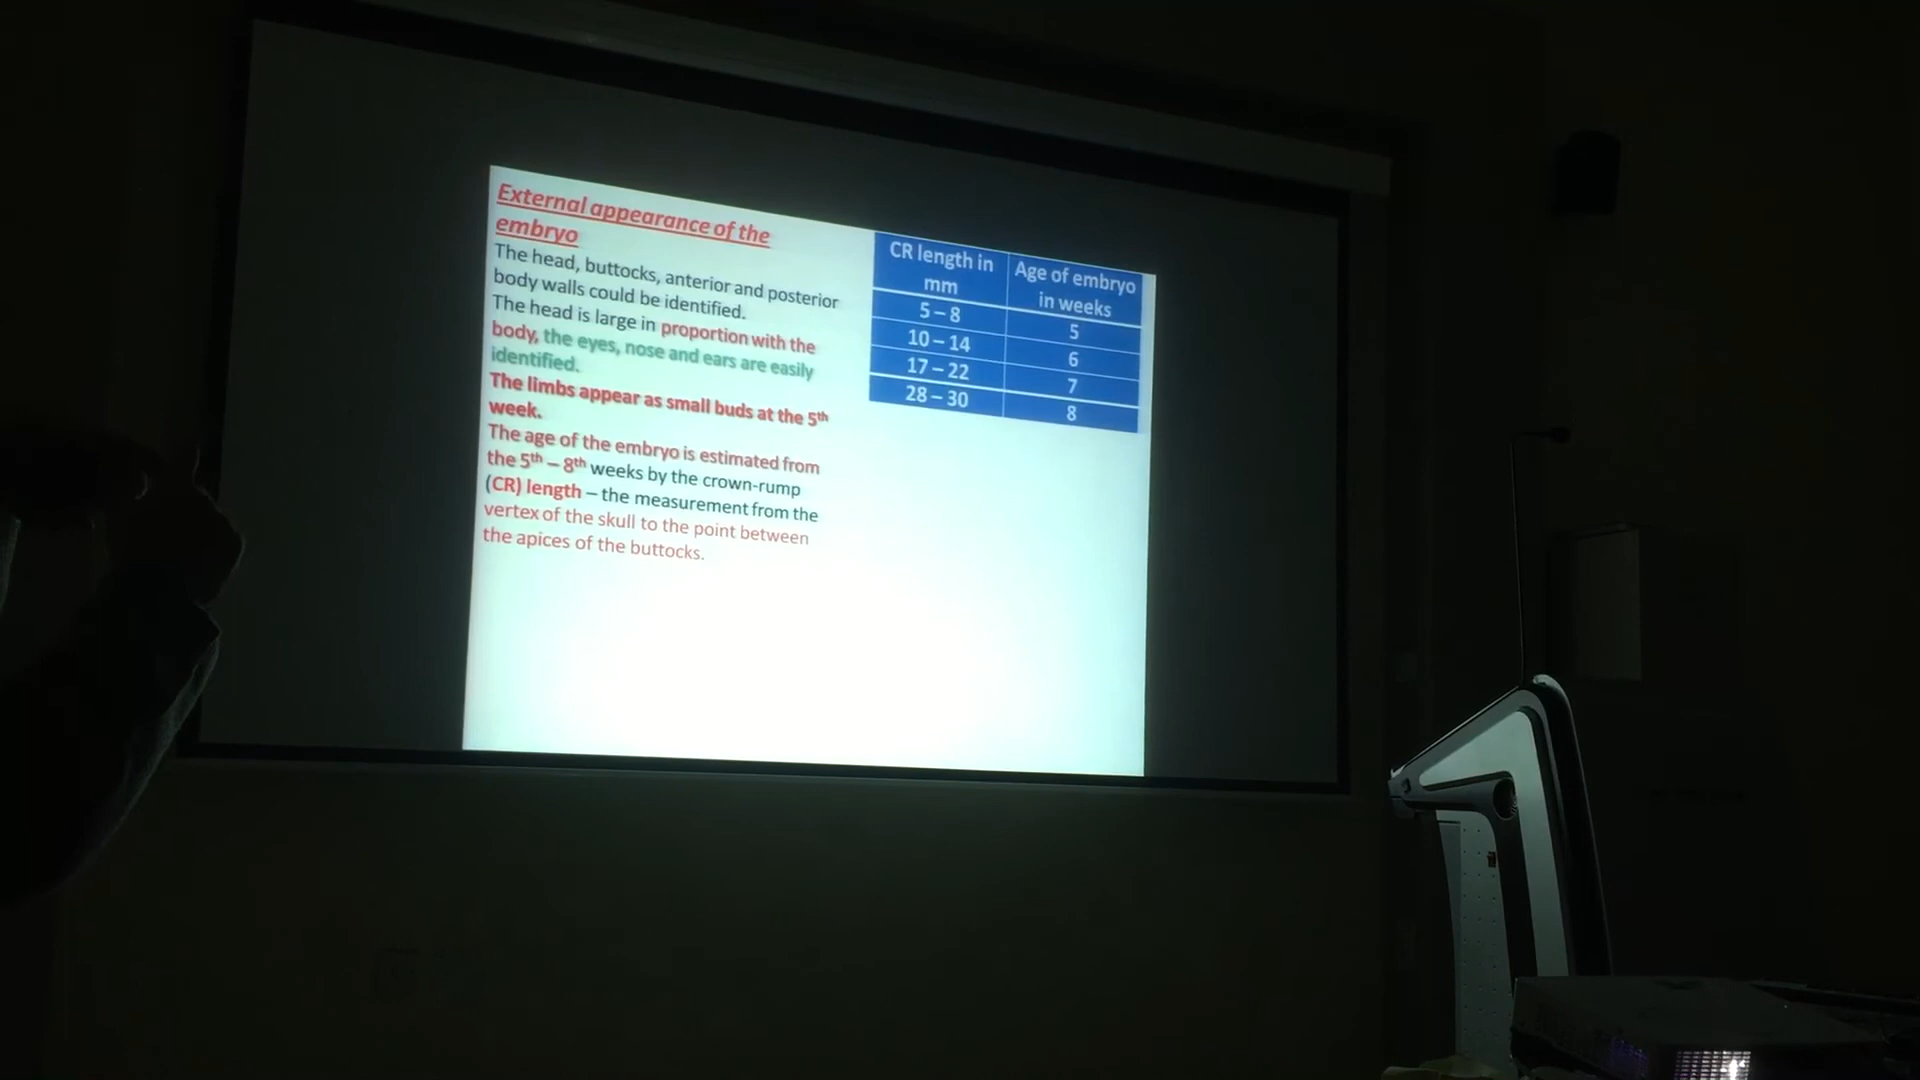 External appearance of the
embryo
The head, buttocks, anterior and posterior
body walls could be identified.
The head is large in proportion with the
body, the eyes, nose and ears are easily
identified.
The limbs appear as small buds at the 5th
week.
The age of the embryo is estimated from
the 5th – 8th weeks by the crown-rump
(CR) length – the measurement from the
vertex of the skull to the point between
the apices of the buttocks.
CR length in mm Age of embryo in weeks
5 – 8 5
10 – 14 6
17 – 22 7
28 – 30 8